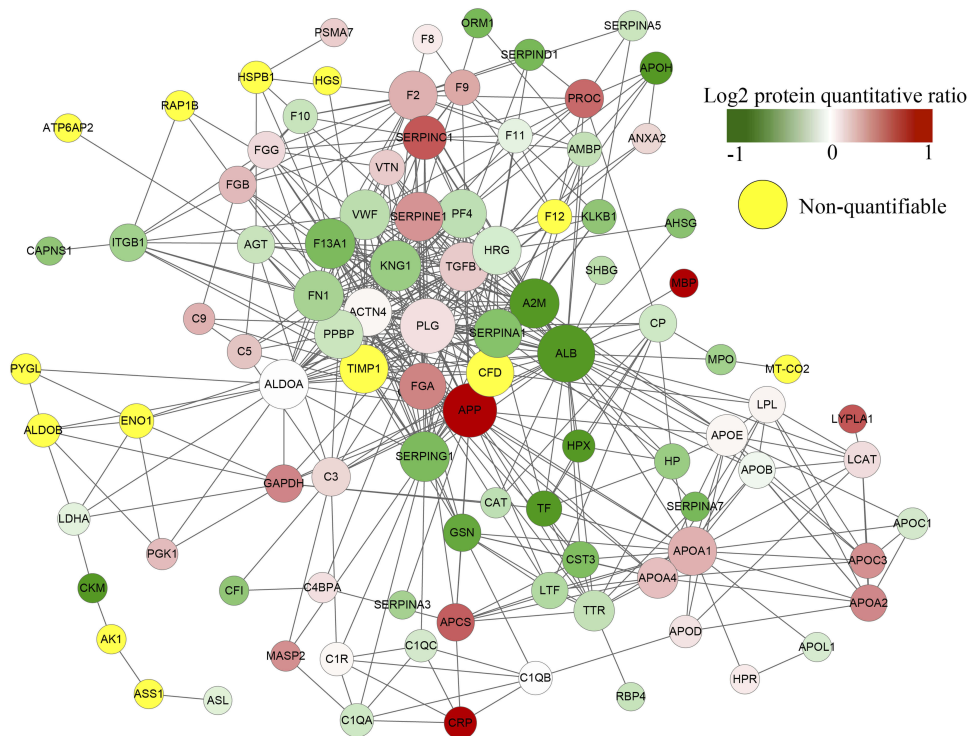 ORM1
SERPINA5
F8
PSMA7
SERPIND1
APOH
HSPB1
HGS
Log2 protein quantitative ratio
F2
F9
PROC
RAP1B
-1
0
1
F10
ATP6AP2
SERPINC1
F11
ANXA2
FGG
AMBP
VTN
FGB
Non-quantifiable
VWF
SERPINE1
PF4
F12
KLKB1
AHSG
CAPNS1
ITGB1
AGT
F13A1
HRG
KNG1
TGFB1
SHBG
MBP
FN1
A2M
ACTN4
C9
PPBP
PLG
SERPINA1
CP
C5
ALB
MPO
MT-CO2
PYGL
TIMP1
CFD
ALDOA
FGA
LPL
APP
LYPLA1
ALDOB
ENO1
APOE
HPX
SERPING1
HP
APOB
LCAT
GAPDH
C3
CAT
TF
SERPINA7
LDHA
GSN
APOC1
PGK1
CST3
APOA1
APOC3
CKM
CFI
C4BPA
APOA4
LTF
SERPINA3
TTR
APOA2
APCS
AK1
APOD
MASP2
C1R
C1QC
APOL1
C1QB
HPR
ASS1
ASL
RBP4
C1QA
CRP